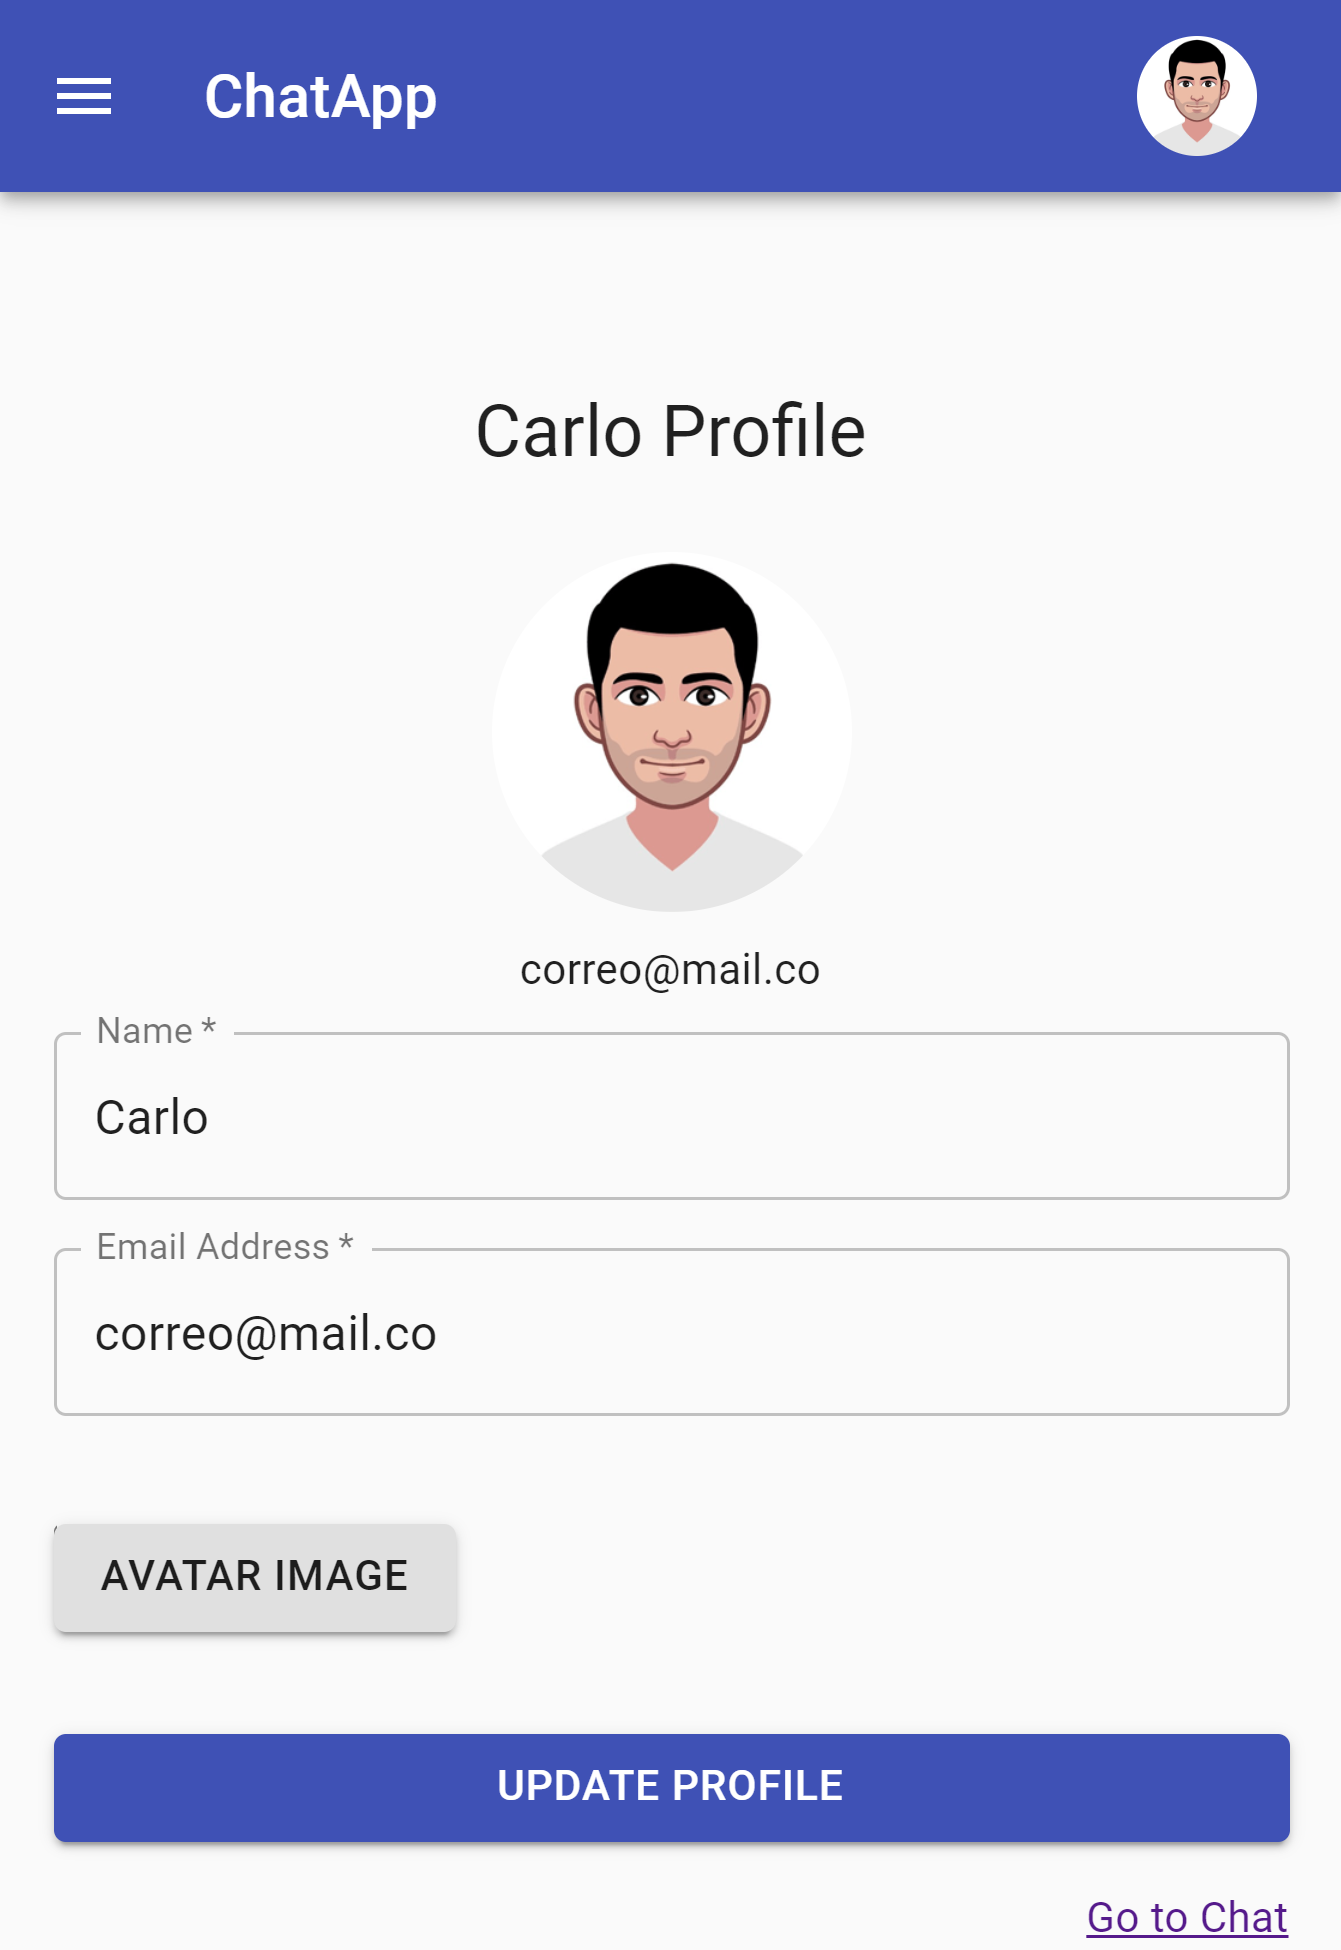 ChatApp
Carlo Profile
correo@mail.co
Name *
Carlo
Email Address *
correo@mail.co
AVATAR IMAGE
UPDATE PROFILE
Go to Chat